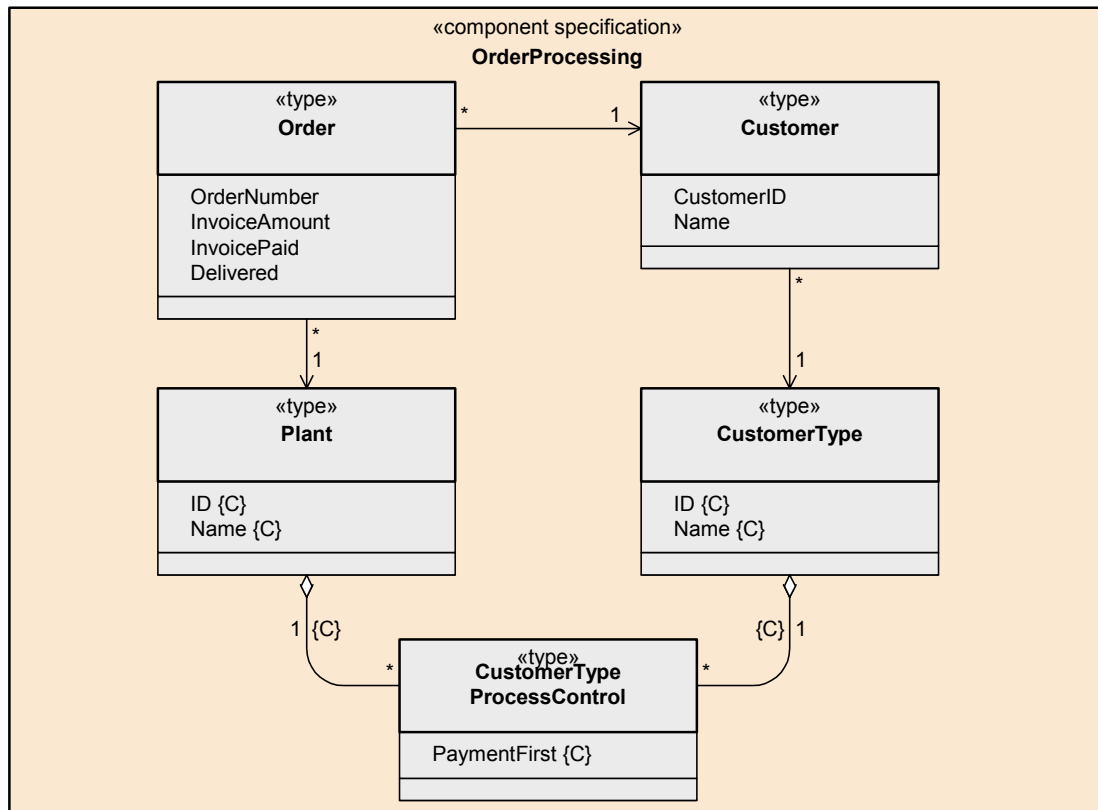 «component specification»
OrderProcessing
«type»
Order
OrderNumber
InvoiceAmount
InvoicePaid
Delivered
*
1
«type»
Customer
CustomerID
Name
*
1
*
1
«type»
Plant
ID {C}
Name {C}
«type»
CustomerType
ID {C}
Name {C}
1 {C}
*
{C} 1
*
«type»
CustomerType
ProcessControl
PaymentFirst {C}